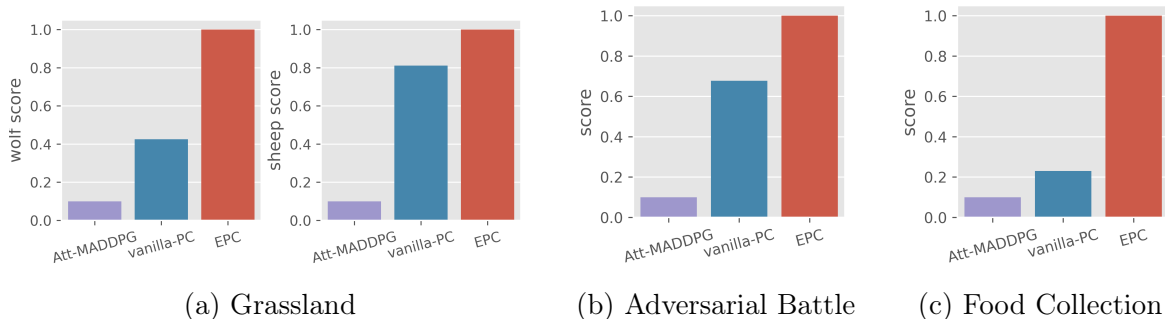 wolf score
1.0
0.8
0.6
0.4
0.2
0.0
Att-MADDPG
vanilla-PC
EPC
sheep score
1.0
0.8
0.6
0.4
0.2
0.0
Att-MADDPG
vanilla-PC
EPC
(a) Grassland
score
1.0
0.8
0.6
0.4
0.2
0.0
Att-MADDPG
vanilla-PC
EPC
(b) Adversarial Battle
score
1.0
0.8
0.6
0.4
0.2
0.0
Att-MADDPG
vanilla-PC
EPC
(c) Food Collection